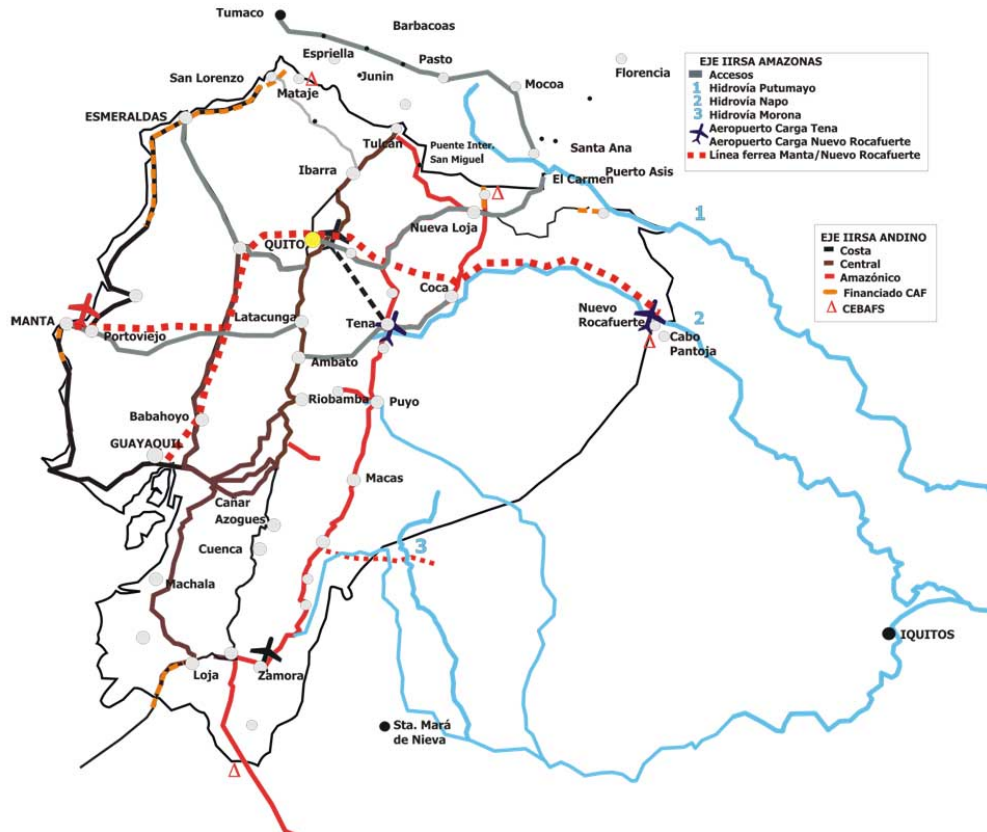 Tumaco
Barbacoas
Espriella
Pasto
Junin
San Lorenzo
Mataje
Mocoa
Florencia
ESMERALDAS
Tulcán
Puente Inter.
San Miguel
Ibarra
Santa Ana
Puerto Asis
El Carmen
Nueva Loja
QUITO
1
Coca
MANTA
Portoviejo
Latacunga
Tena
Nuevo
Rocafuerte
2
Cabo
Pantoja
Ambato
Riobamba
Puyo
Babahoyo
GUAYAQUIL
Macas
Cañar
Azogues
Cuenca
3
Machala
IQUITOS
Loja
Zamora
Sta. Mará
de Nieva
EJE IIRSA AMAZONAS
Accesos
1 Hidrovía Putumayo
2 Hidrovía Napo
3 Hidrovía Morona
Aeropuerto Carga Tena
Aeropuerto Carga Nuevo Rocafuerte
Línea ferrea Manta/Nuevo Rocafuerte
EJE IIRSA ANDINO
Costa
Central
Amazónico
Financiado CAF
CEBAFS